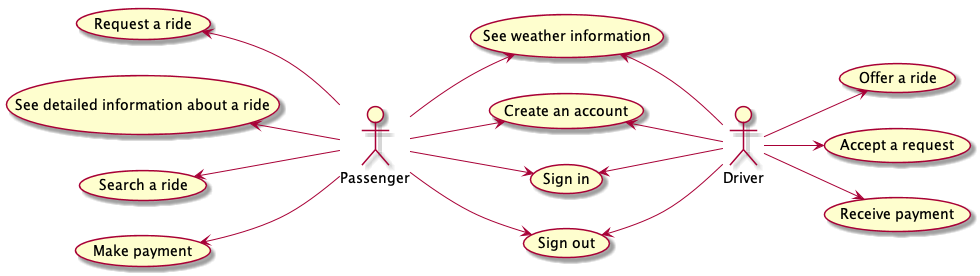 Request a ride
See detailed information about a ride
Search a ride
Make payment
Passenger
See weather information
Create an account
Sign in
Sign out
Driver
Offer a ride
Accept a request
Receive payment